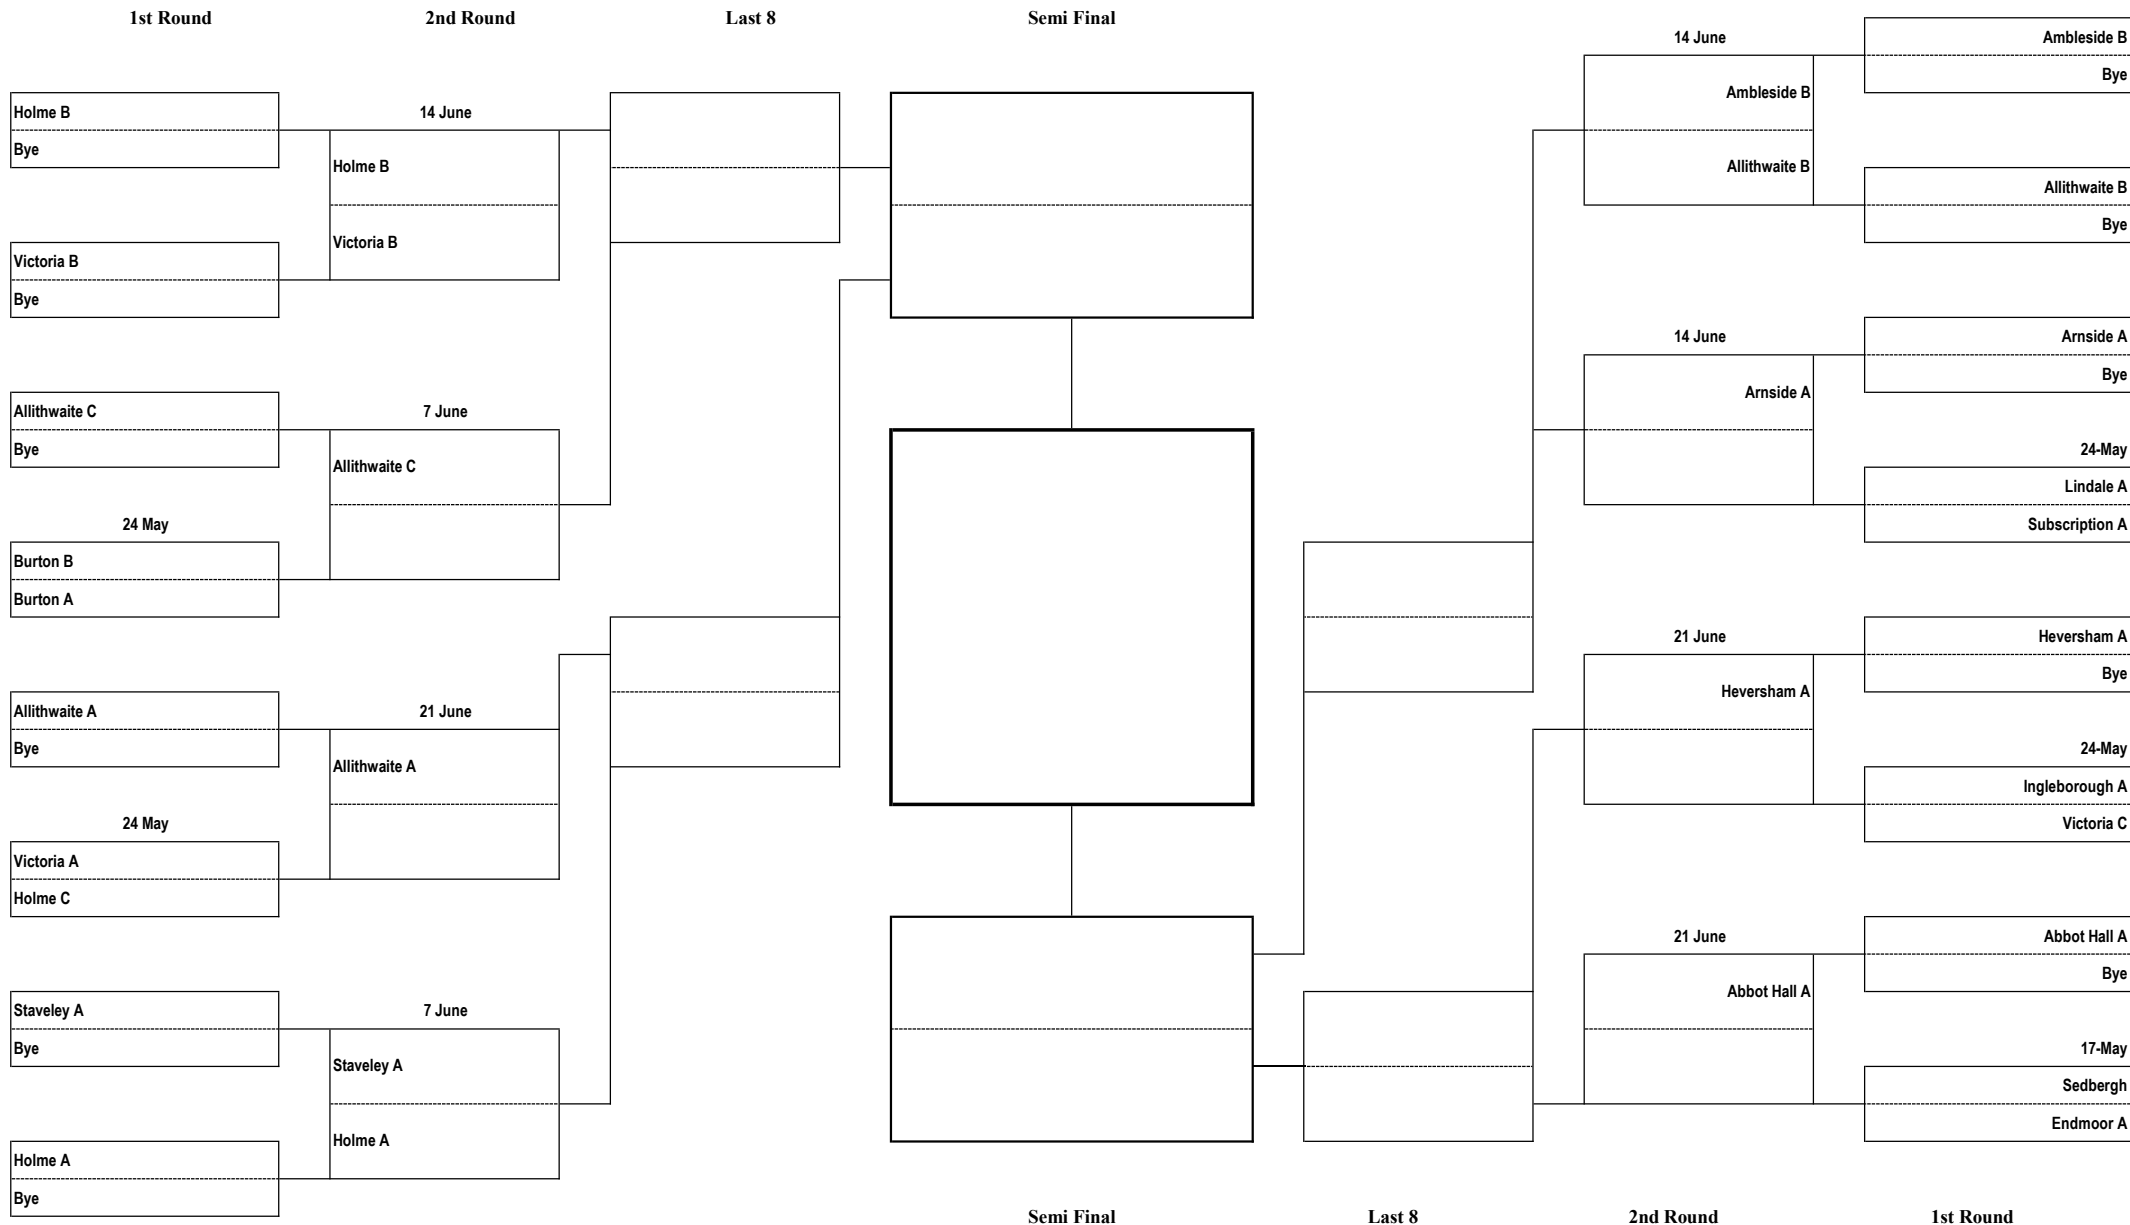 1st Round
2nd Round
Last 8
Semi Final
Holme B
Bye
Victoria B
Bye
Allithwaite C
Bye
24 May
Burton B
Burton A
Allithwaite A
Bye
24 May
Victoria A
Holme C
Staveley A
Bye
Holme A
Bye
14 June
Holme B
Victoria B
7 June
Allithwaite C
21 June
Allithwaite A
7 June
Staveley A
Holme A
14 June
Ambleside B
Allithwaite B
14 June
Arnside A
21 June
Heversham A
21 June
Abbot Hall A
Ambleside B
Bye
Allithwaite B
Bye
Arnside A
Bye
24-May
Lindale A
Subscription A
Heversham A
Bye
24-May
Ingleborough A
Victoria C
Abbot Hall A
Bye
17-May
Sedbergh
Endmoor A
Semi Final
Last 8
2nd Round
1st Round